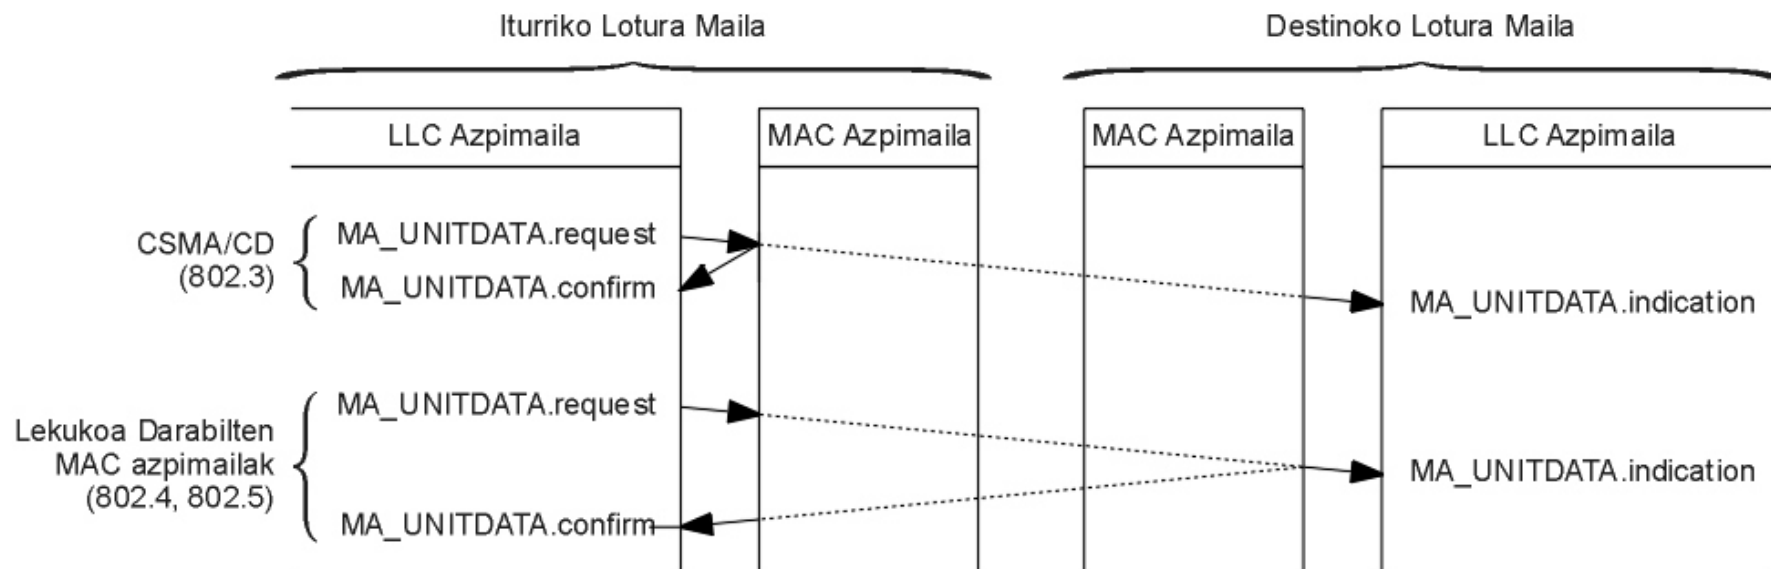 Iturriko Lotura Maila
Destinoko Lotura Maila
LLC Azpimaila
MAC Azpimaila
MAC Azpimaila
LLC Azpimaila
CSMA/CD
(802.3)
MA_UNITDATA.request
MA_UNITDATA.confirm
MA_UNITDATA.indication
Lekukoa Darabilten
MAC azpimailak
(802.4, 802.5)
MA_UNITDATA.request
MA_UNITDATA.confirm
MA_UNITDATA.indication